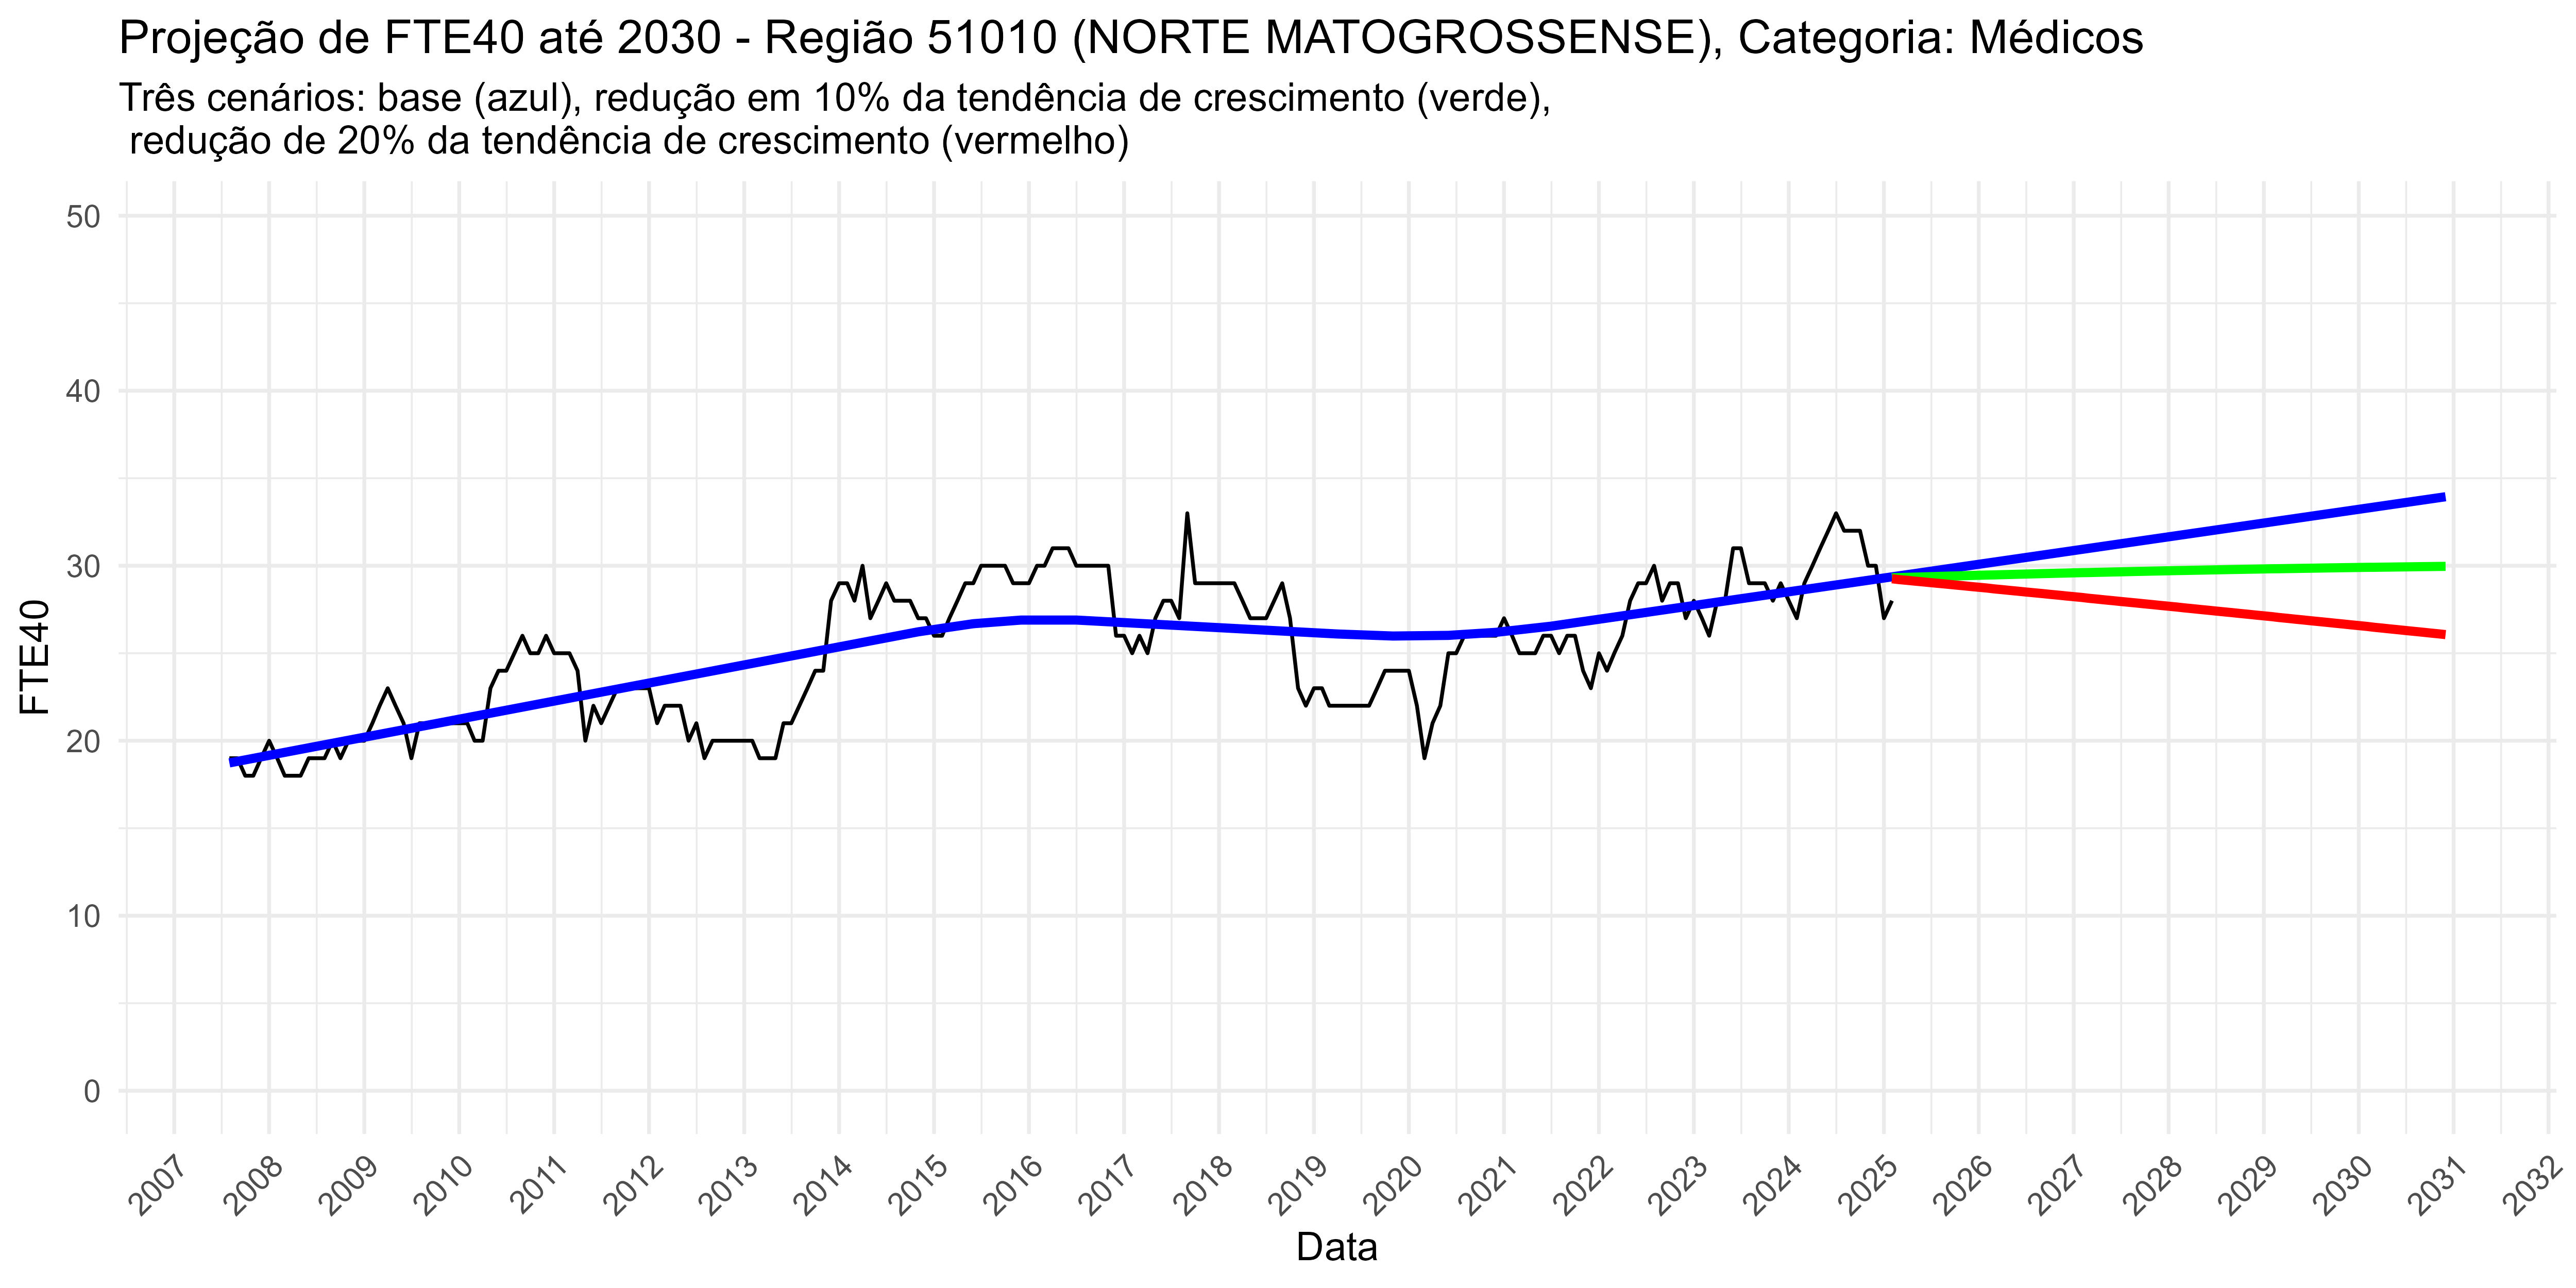 Projeção de FTE40 até 2030 - Região 51010 (NORTE MATOGROSSENSE), Categoria: Médicos
Três cenários: base (azul), redução em 10% da tendência de crescimento (verde),
redução de 20% da tendência de crescimento (vermelho)
FTE40
50
40
30
20
10
0
2007 2008 2009 2010 2011 2012 2013 2014 2015 2016 2017 2018 2019 2020 2021 2022 2023 2024 2025 2026 2027 2028 2029 2030 2031 2032
Data